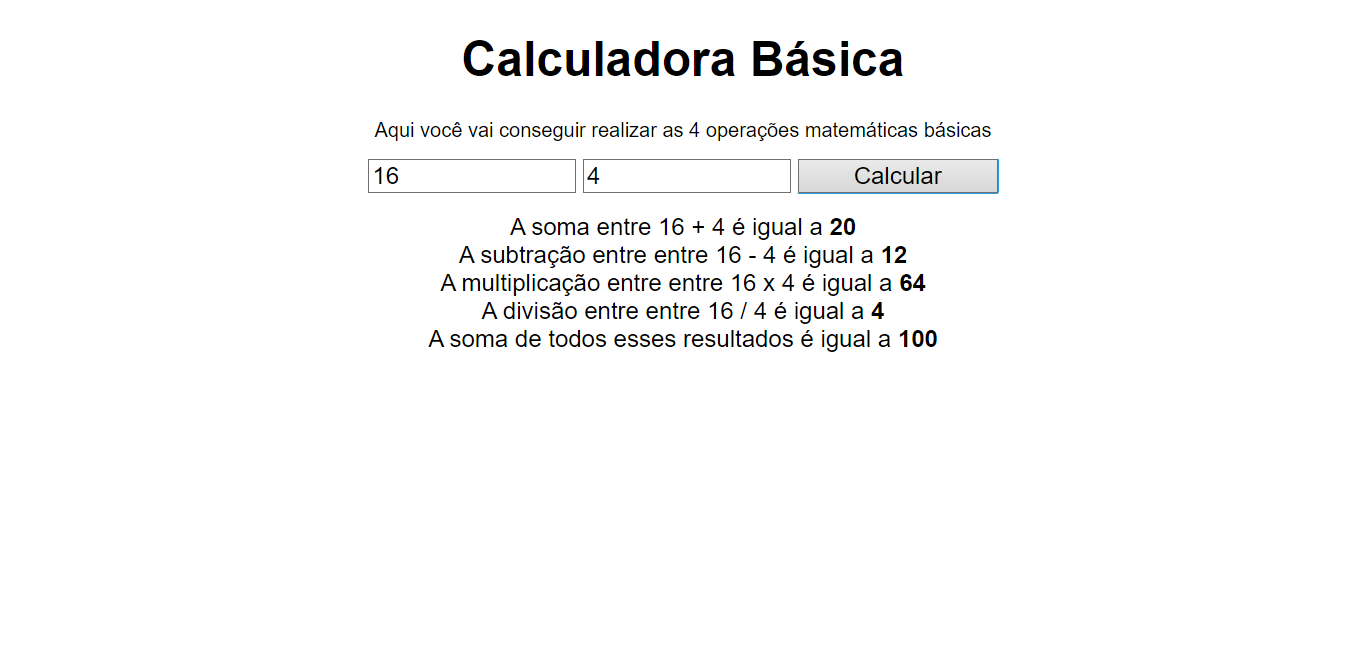 Calculadora Básica
Aqui você vai conseguir realizar as 4 operações matemáticas básicas
16 4 Calcular
A soma entre 16 + 4 é igual a 20
A subtração entre entre 16 - 4 é igual a 12
A multiplicação entre entre 16 x 4 é igual a 64
A divisão entre entre 16 / 4 é igual a 4
A soma de todos esses resultados é igual a 100